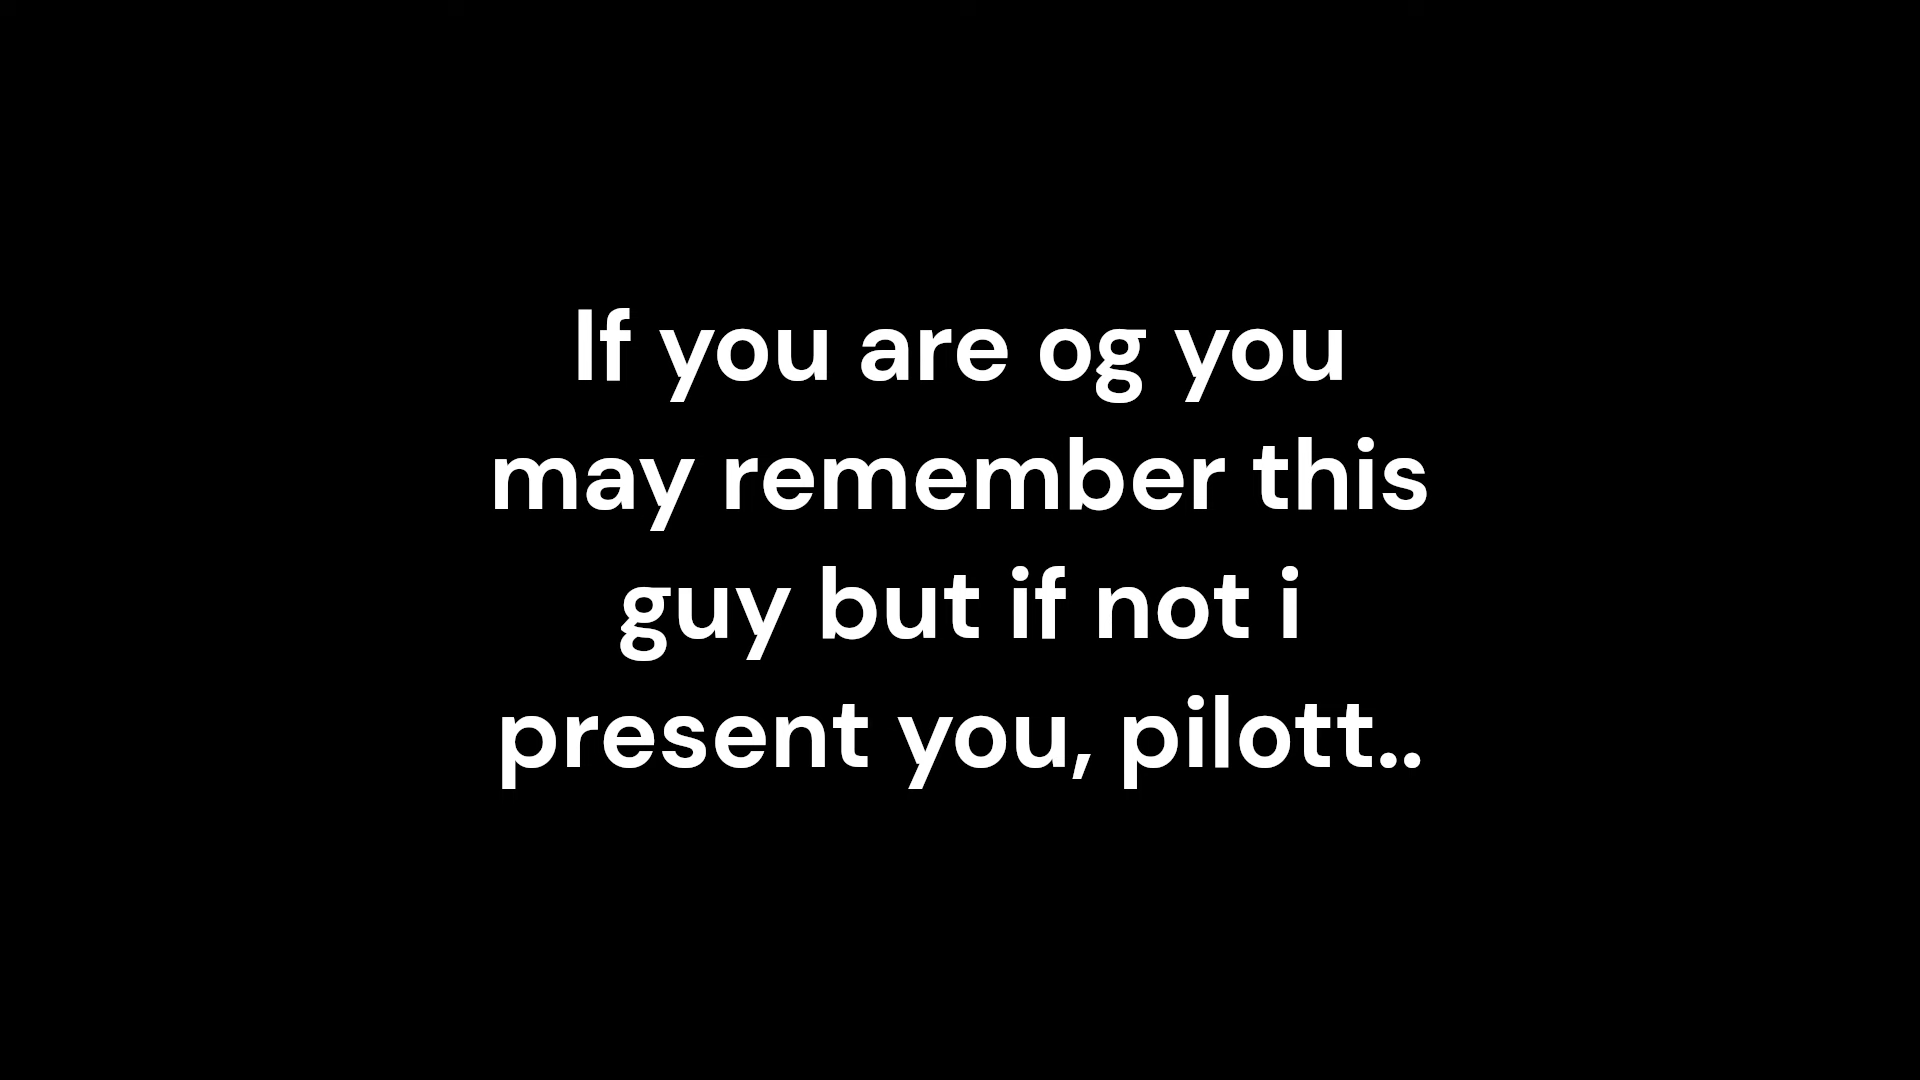 If you are og you
may remember this
guy but if not i
present you, pilott..